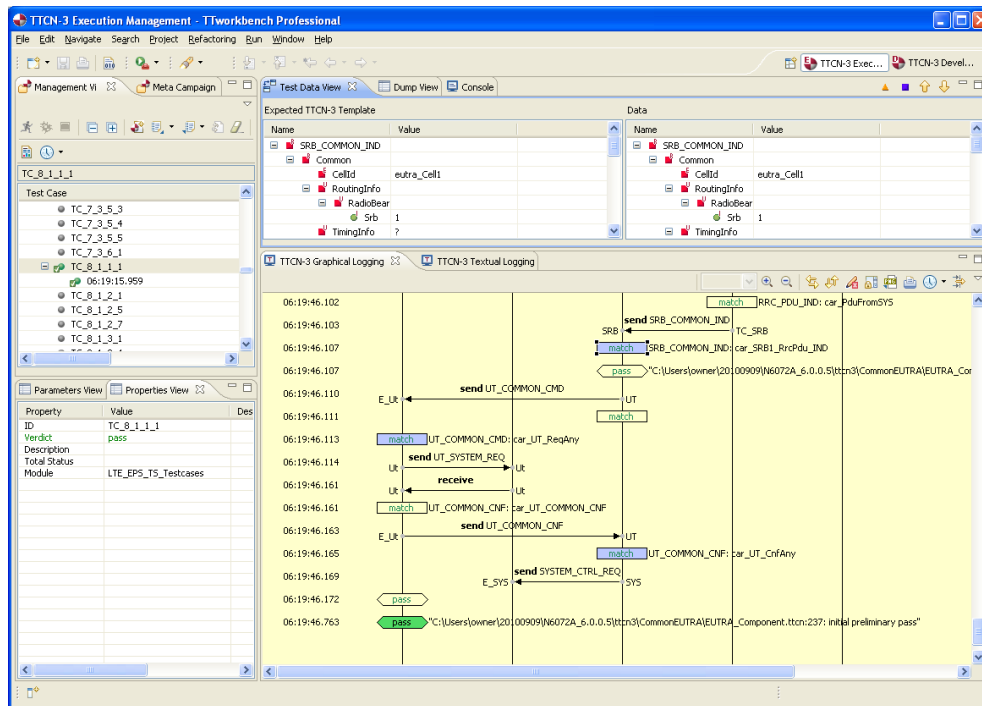 TTCN-3 Execution Management - TTworkbench Professional
File Edit Navigate Search Project Refactoring Run Window Help
TTCN-3 Exec... TTCN-3 Devel...
Management Vi Meta Campaign
TC_8_1_1_1
Test Case
TC_7_3_5_3
TC_7_3_5_4
TC_7_3_5_5
TC_7_3_6_1
TC_8_1_1_1
06:19:15.959
TC_8_1_2_1
TC_8_1_2_5
TC_8_1_2_7
TC_8_1_3_1
Parameters View Properties View
Property Value Des
ID TC_8_1_1_1
Verdict pass
Description
Total Status
Module LTE_EPS_TS_Testcases
Test Data View Dump View Console
Expected TTCN-3 Template Data
Name Value Name Value
SRB_COMMON_IND SRB_COMMON_IND
Common Common
CellId eutra_Cell1 CellId eutra_Cell1
RoutingInfo RoutingInfo
RadioBear RadioBear
Srb 1 Srb 1
TimingInfo ? TimingInfo
TTCN-3 Graphical Logging TTCN-3 Textual Logging
06:19:46.102 match RRC_PDU_IND: car_PduFromSYS
06:19:46.103 SRB send SRB_COMMON_IND TC_SRB
06:19:46.107 match SRB_COMMON_IND: car_SRB1_RrcPdu_IND
06:19:46.107 pass "C:\Users\owner\20100909\N6072A_6.0.0.5\ttcn3\CommonEUTRA\EUTRA_Cor
06:19:46.110 E_Ut send UT_COMMON_CMD UT
06:19:46.111 match
06:19:46.113 match UT_COMMON_CMD: car_UT_ReqAny
06:19:46.114 Ut send UT_SYSTEM_REQ Ut
06:19:46.161 Ut receive Ut
06:19:46.161 match UT_COMMON_CNF: car_UT_COMMON_CNF
06:19:46.163 E_Ut send UT_COMMON_CNF UT
06:19:46.165 match UT_COMMON_CNF: car_UT_CnfAny
06:19:46.169 E_SYS send SYSTEM_CTRL_REQ SYS
06:19:46.172 pass
06:19:46.763 pass "C:\Users\owner\20100909\N6072A_6.0.0.5\ttcn3\CommonEUTRA\EUTRA_Component.ttcn:237: initial preliminary pass"